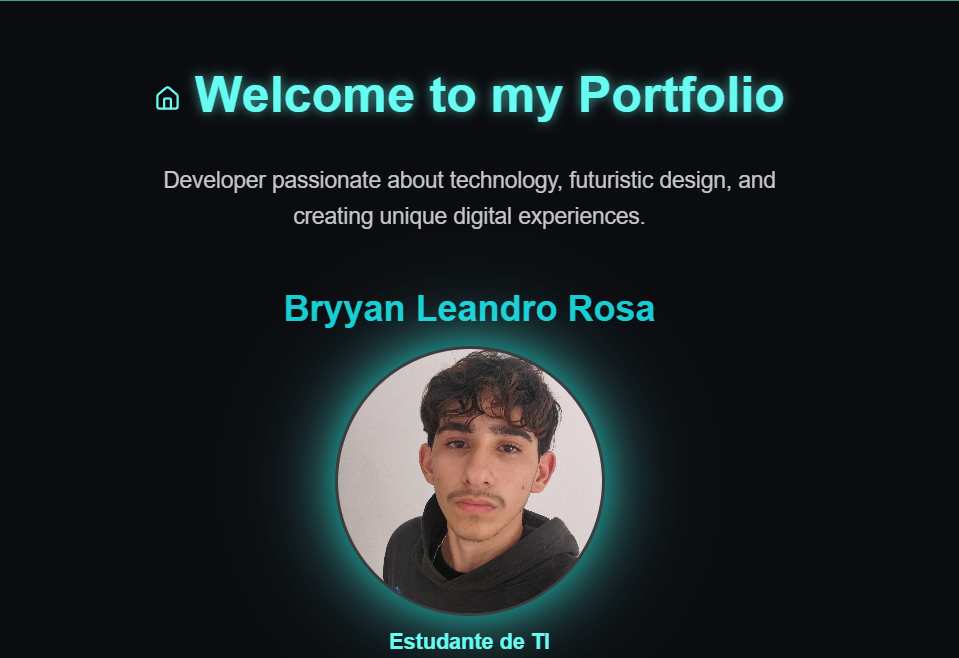 Welcome to my Portfolio
Developer passionate about technology, futuristic design, and
creating unique digital experiences.
Bryyan Leandro Rosa
Estudante de TI